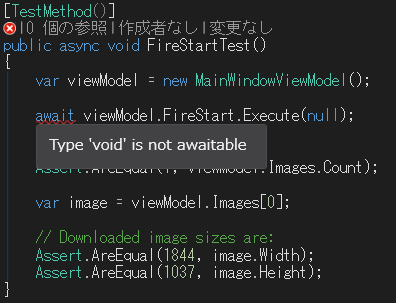 [TestMethod()]
0 個の参照|作成者なし|変更なし
public async void FireStartTest()
{
var viewModel = new MainWindowViewModel();
await viewModel.FireStart.Execute(null);
Type 'void' is not awaitable
Assert.AreEqual(1, viewModel.Images.Count);
var image = viewModel.Images[0];
// Downloaded image sizes are:
Assert.AreEqual(1844, image.Width);
Assert.AreEqual(1037, image.Height);
}